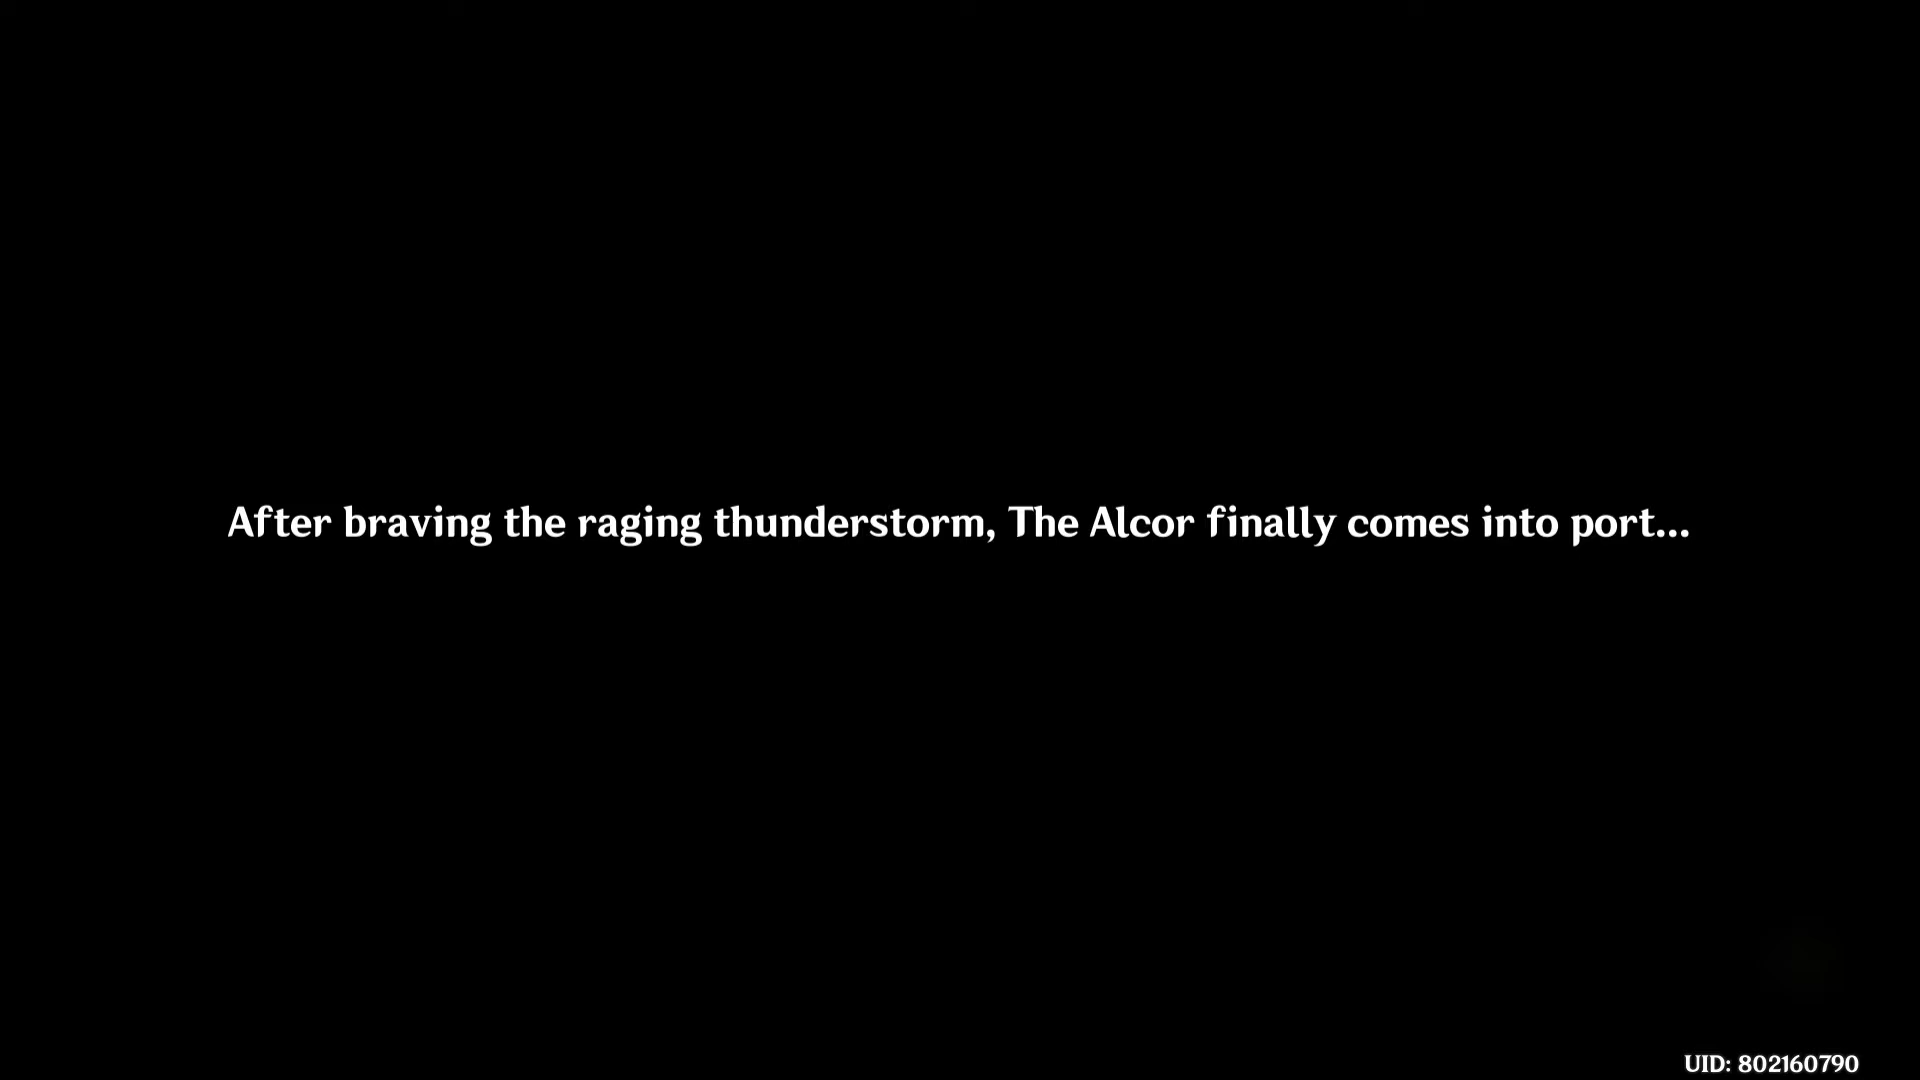 After braving the raging thunderstorm, The Alcor finally comes into port...
UID: 802160790